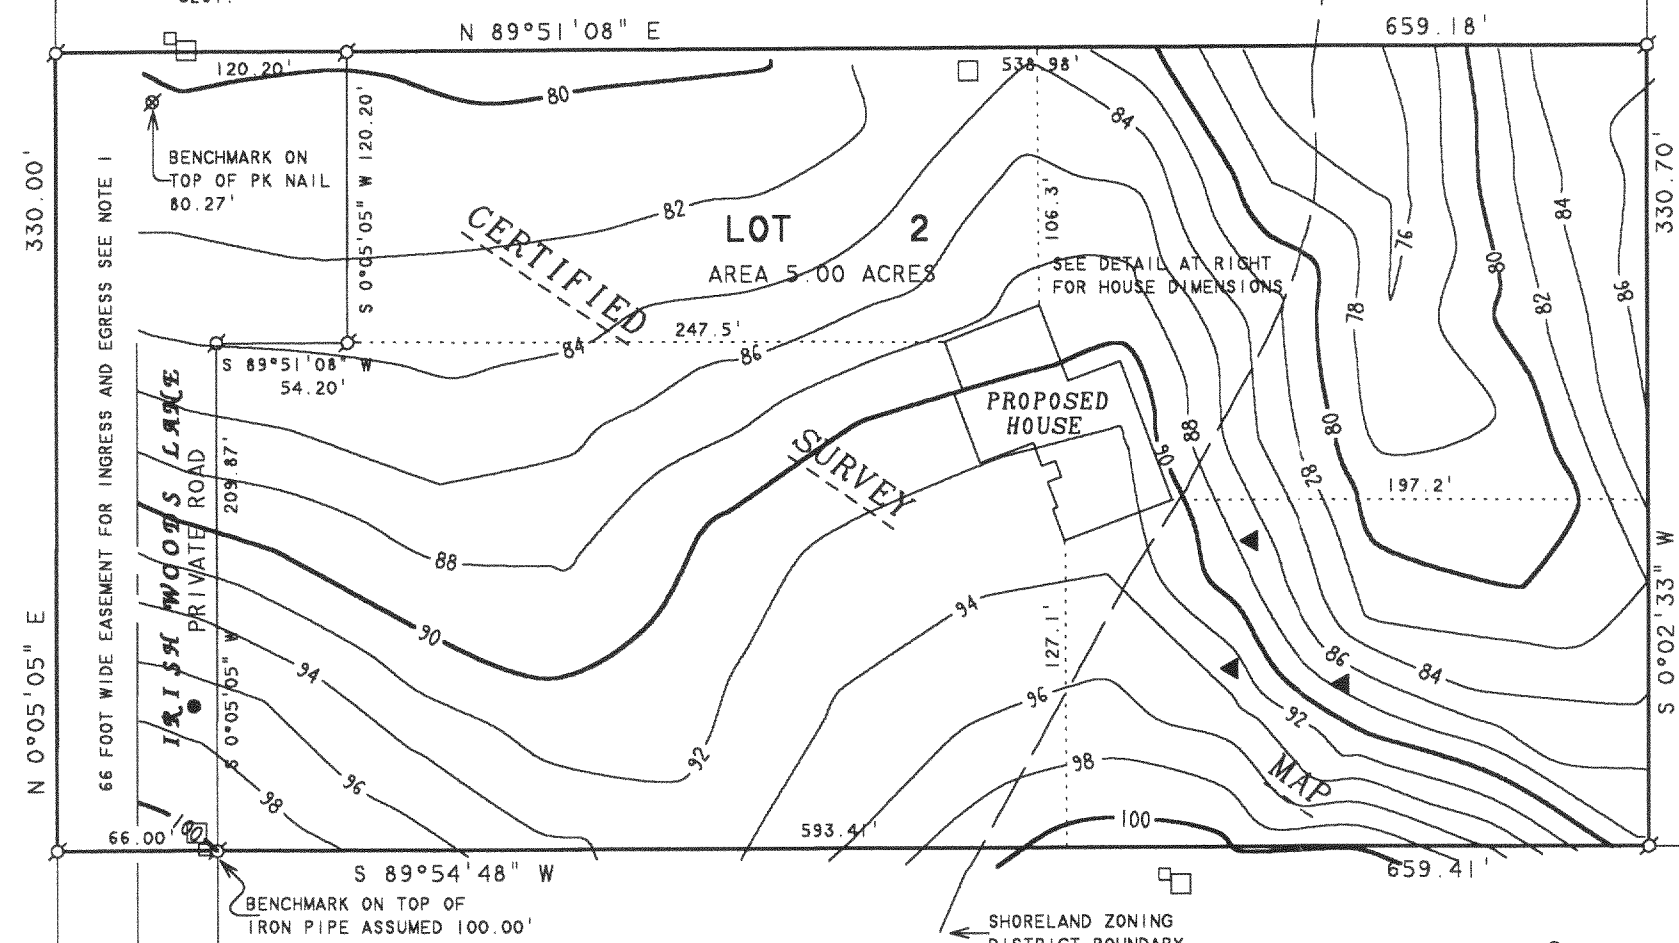 N 89°51'08" E
659.18'
120.20'
538.98'
80
84
BENCHMARK ON
TOP OF PK NAIL
80.27'
S 0°05'05" W 120.20'
330.00'
330.70'
82
LOT 2
AREA 5.00 ACRES
106.3'
SEE DETAIL AT RIGHT
FOR HOUSE DIMENSIONS
76
84
80
82
86
78
CERTIFIED
247.5'
84
86
S 89°51'08" W
54.20'
PROPOSED
HOUSE
88
90
80
82
197.2'
SURVEY
66 FOOT WIDE EASEMENT FOR INGRESS AND EGRESS SEE NOTE 1
IRISH WOODS LANE
PRIVATE ROAD
209.87'
S 0°05'05" W
88
90
94
94
127.1'
N 0°05'05" E
S 0°02'33" W
86
84
96
92
92
96
98
98
MAP
100
100
66.00'
593.41'
659.41'
S 89°54'48" W
BENCHMARK ON TOP OF
IRON PIPE ASSUMED 100.00'
SHORELAND ZONING
DISTRICT BOUNDARY